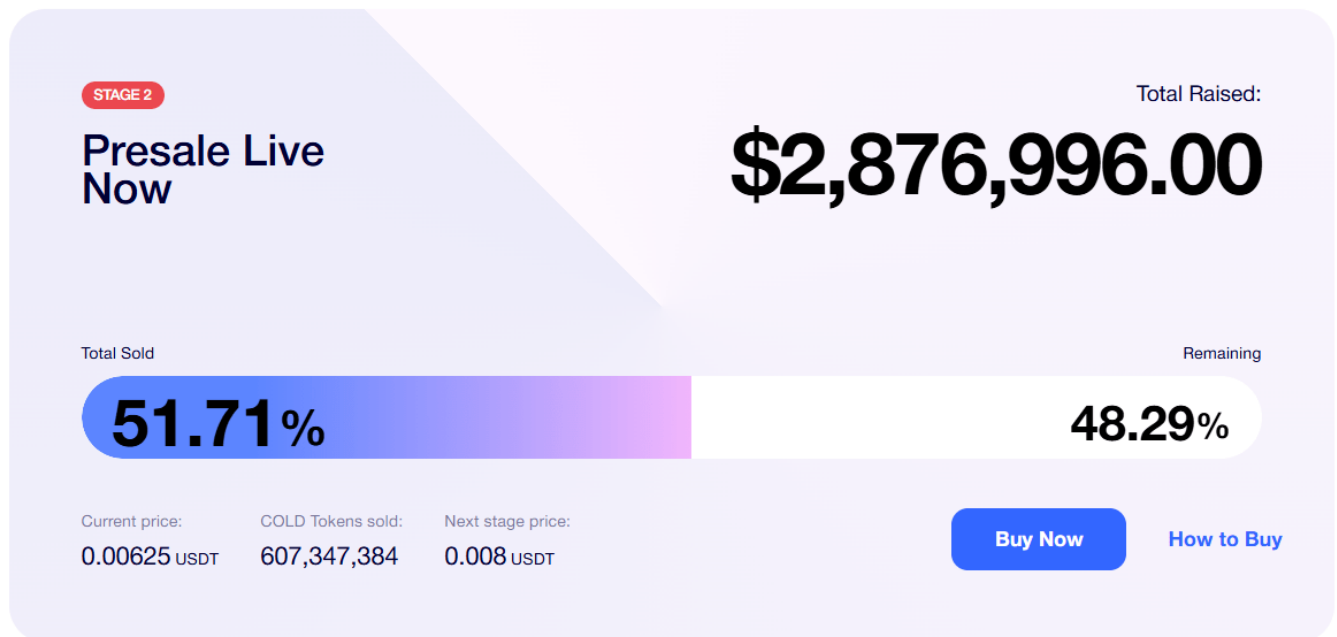 STAGE 2
Presale Live
Now
Total Raised:
$2,876,996.00
Total Sold
Remaining
51.71%
48.29%
Current price:
COLD Tokens sold:
Next stage price:
0.00625 USDT
607,347,384
0.008 USDT
Buy Now
How to Buy